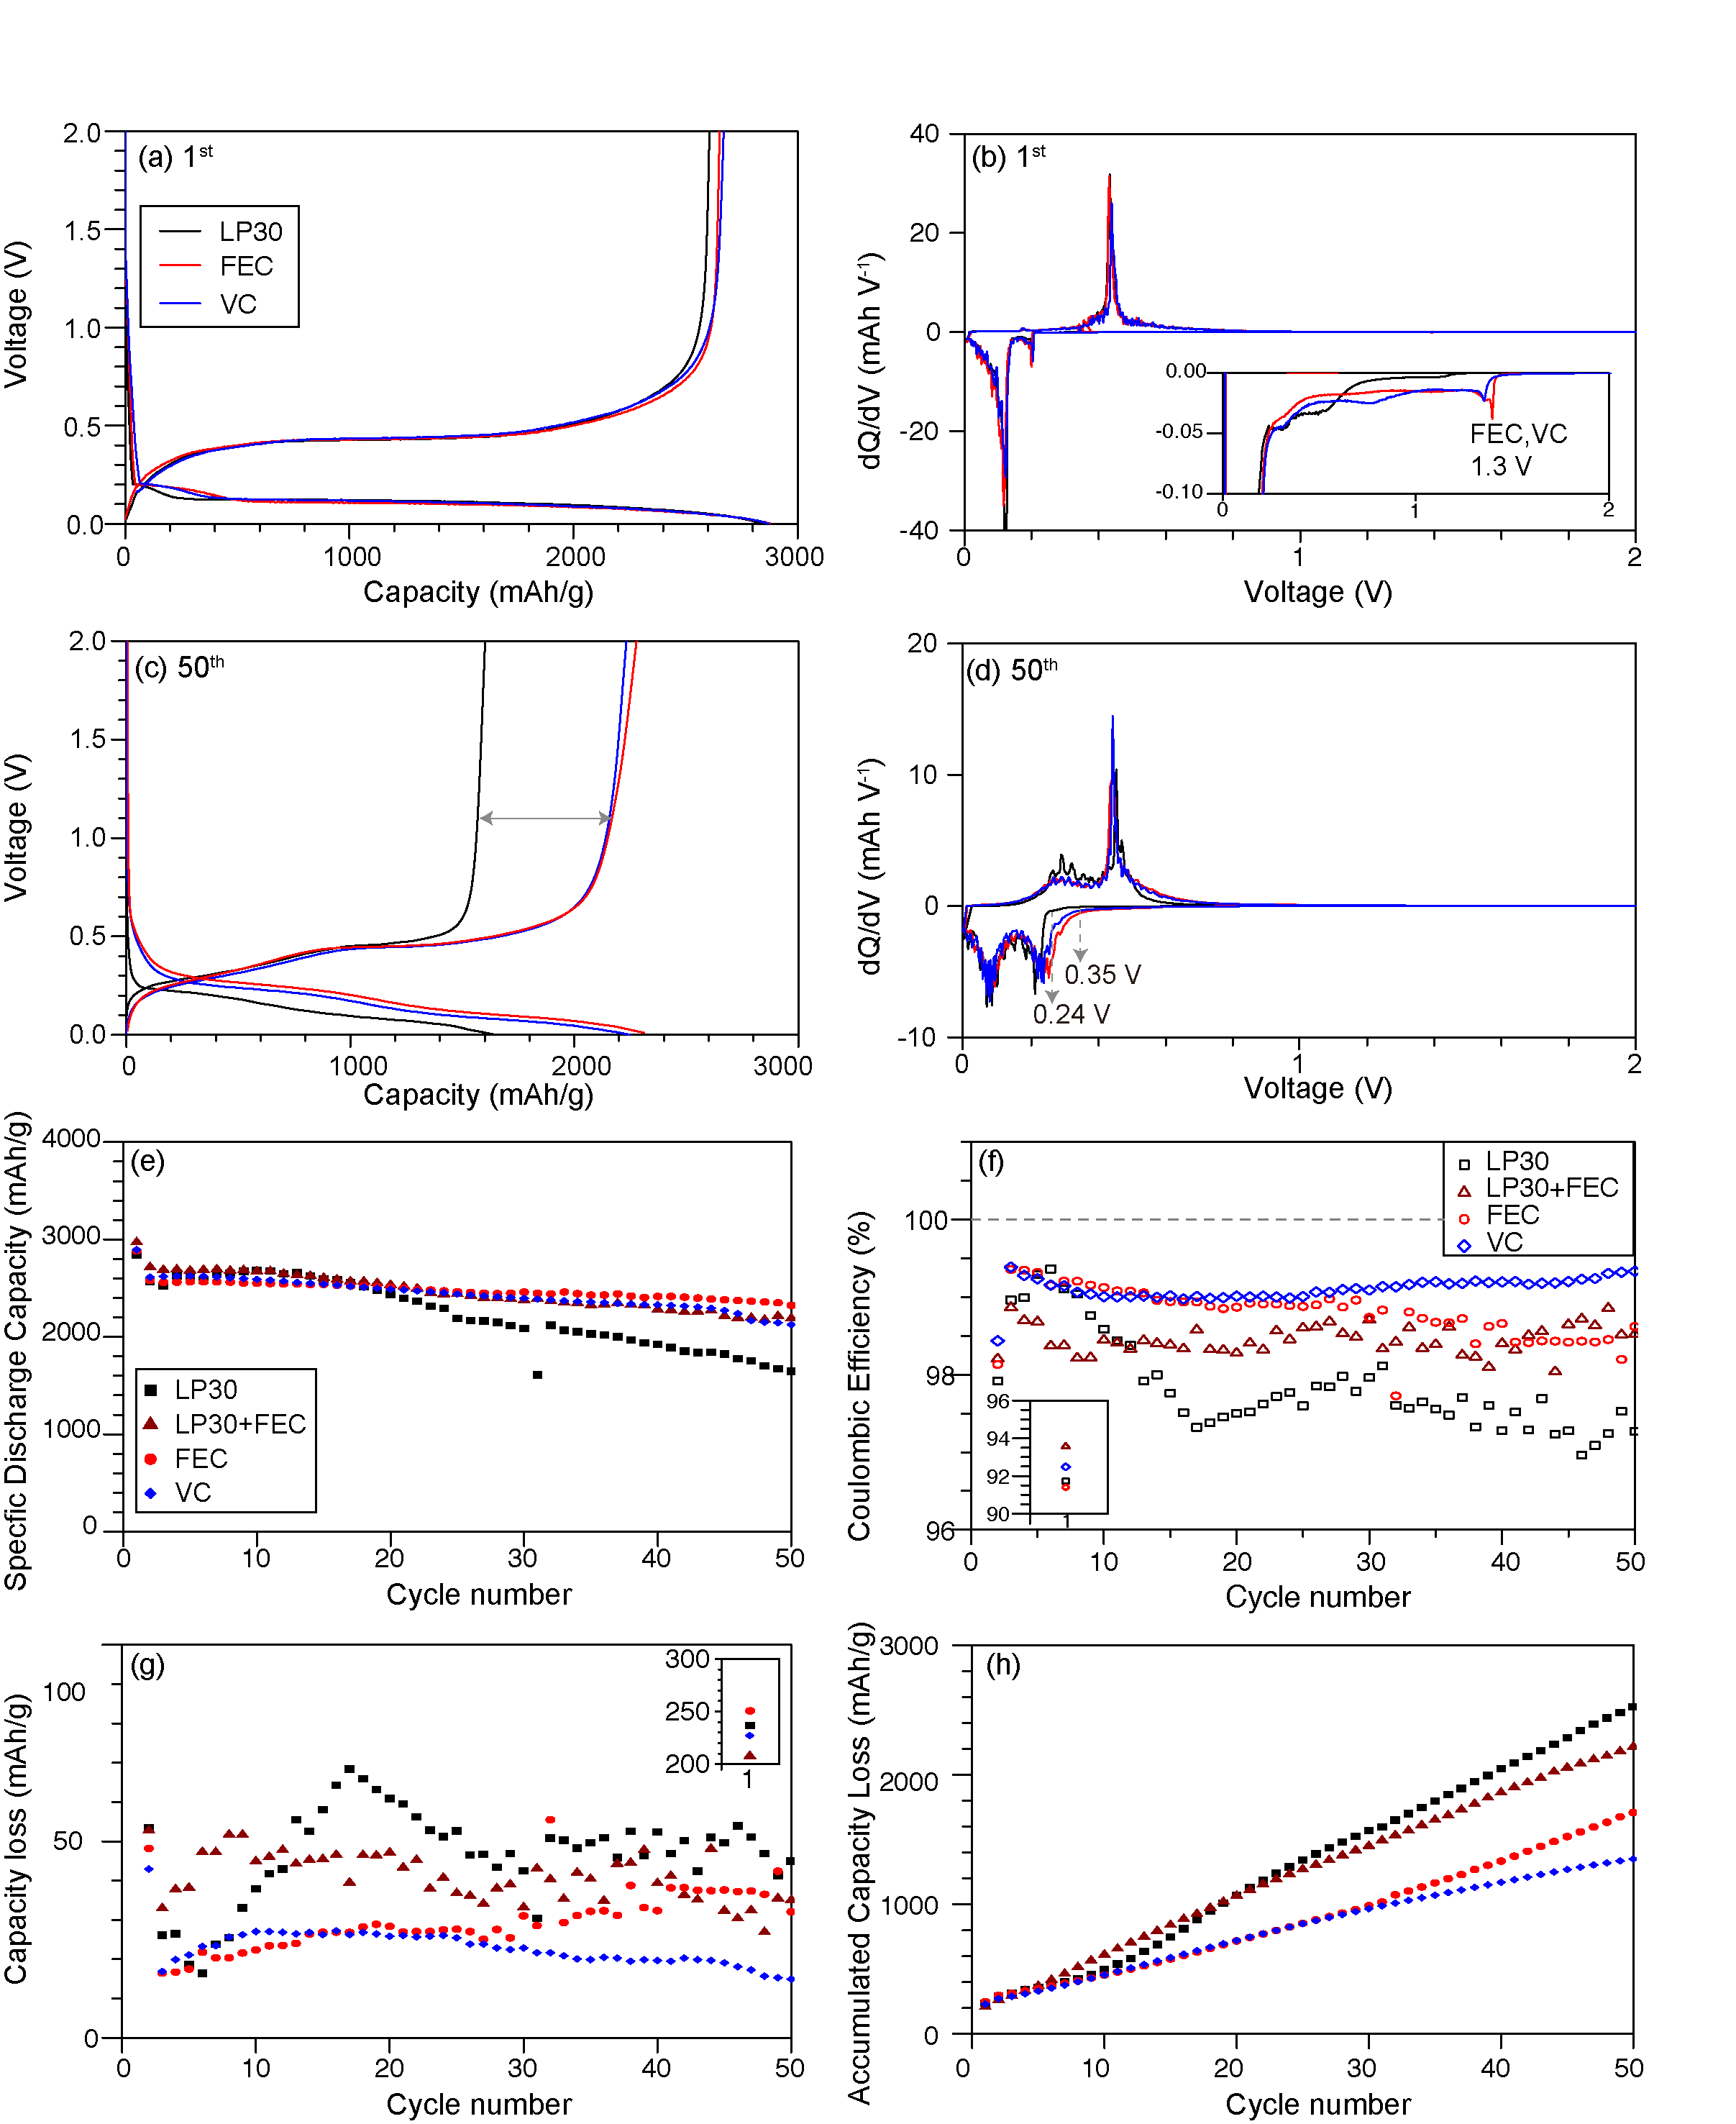 (a) 1st
2.0
1.5
1.0
0.5
0.0
Voltage (V)
LP30
FEC
VC
0
1000
2000
3000
Capacity (mAh/g)
(b) 1st
40
20
0
-20
-40
dQ/dV (mAh V-1)
0.00
-0.05
-0.10
FEC,VC
1.3 V
0
1
2
0
1
2
Voltage (V)
(c) 50th
2.0
1.5
1.0
0.5
0.0
Voltage (V)
0
1000
2000
3000
Capacity (mAh/g)
(d) 50th
20
10
0
-10
dQ/dV (mAh V-1)
0.35 V
0.24 V
0
1
2
Voltage (V)
(e)
4000
3000
2000
1000
0
Specfic Discharge Capacity (mAh/g)
LP30
LP30+FEC
FEC
VC
0
10
20
30
40
50
Cycle number
(f)
100
98
96
Coulombic Efficiency (%)
LP30
LP30+FEC
FEC
VC
96
94
92
90
1
0
10
20
30
40
50
Cycle number
(g)
100
50
0
Capacity loss (mAh/g)
300
250
200
1
0
10
20
30
40
50
Cycle number
(h)
3000
2000
1000
0
Accumulated Capacity Loss (mAh/g)
0
10
20
30
40
50
Cycle number